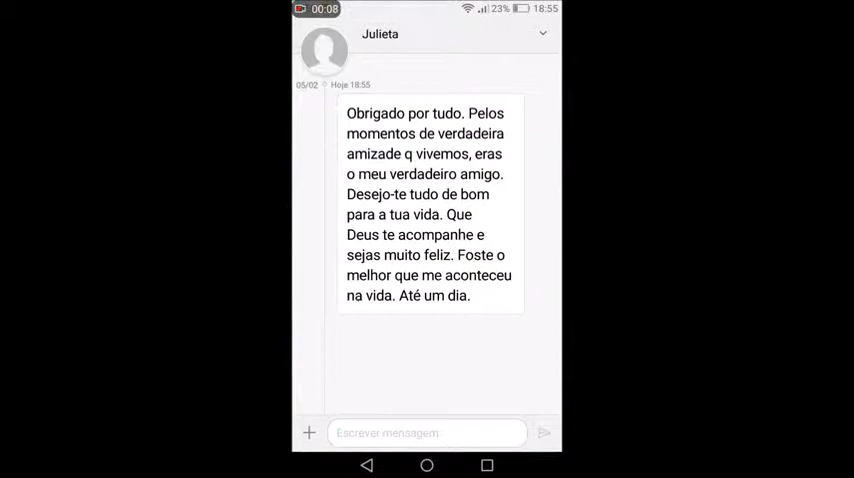 00:08
23%
18:55
Julieta
05/02
Hoje 18:55
Obrigado por tudo. Pelos
momentos de verdadeira
amizade q vivemos, eras
o meu verdadeiro amigo.
Desejo-te tudo de bom
para a tua vida. Que
Deus te acompanhe e
sejas muito feliz. Foste o
melhor que me aconteceu
na vida. Até um dia.
Escrever mensagem.